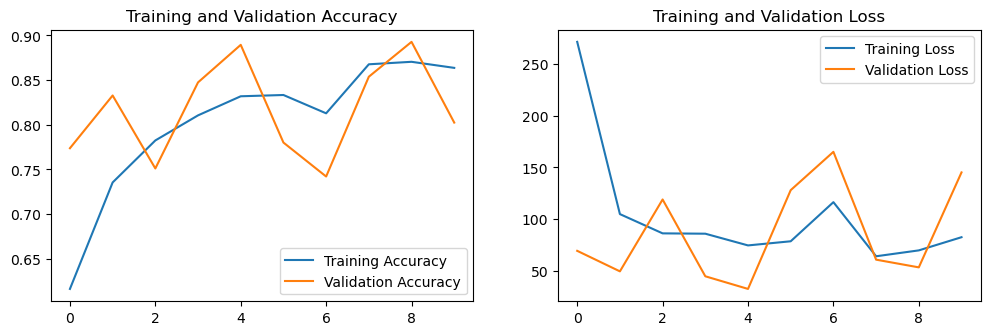 Training and Validation Accuracy
0.90
0.85
0.80
0.75
0.70
0.65
Training Accuracy
Validation Accuracy
0 2 4 6 8
Training and Validation Loss
Training Loss
Validation Loss
250
200
150
100
50
0 2 4 6 8